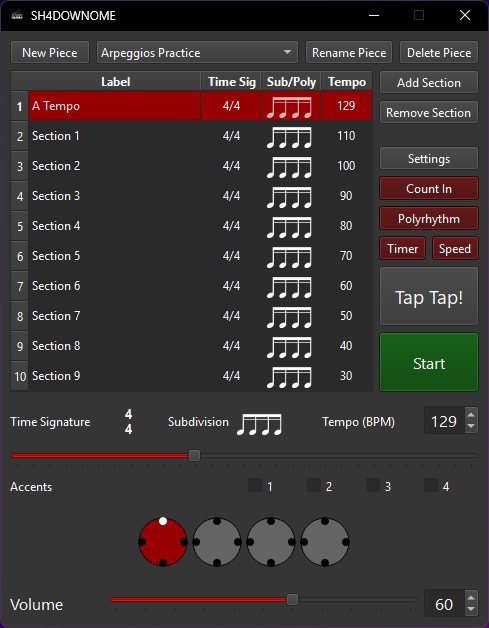 SH4DOWNOME
New Piece Arpeggios Practice Rename Piece Delete Piece
Label Time Sig Sub/Poly Tempo
1 A Tempo 4/4 129
2 Section 1 4/4 110
3 Section 2 4/4 100
4 Section 3 4/4 90
5 Section 4 4/4 80
6 Section 5 4/4 70
7 Section 6 4/4 60
8 Section 7 4/4 50
9 Section 8 4/4 40
10 Section 9 4/4 30
Add Section
Remove Section
Settings
Count In
Polyrhythm
Timer Speed
Tap Tap!
Start
Time Signature 4 4 Subdivision Tempo (BPM) 129
Accents 1 2 3 4
Volume 60